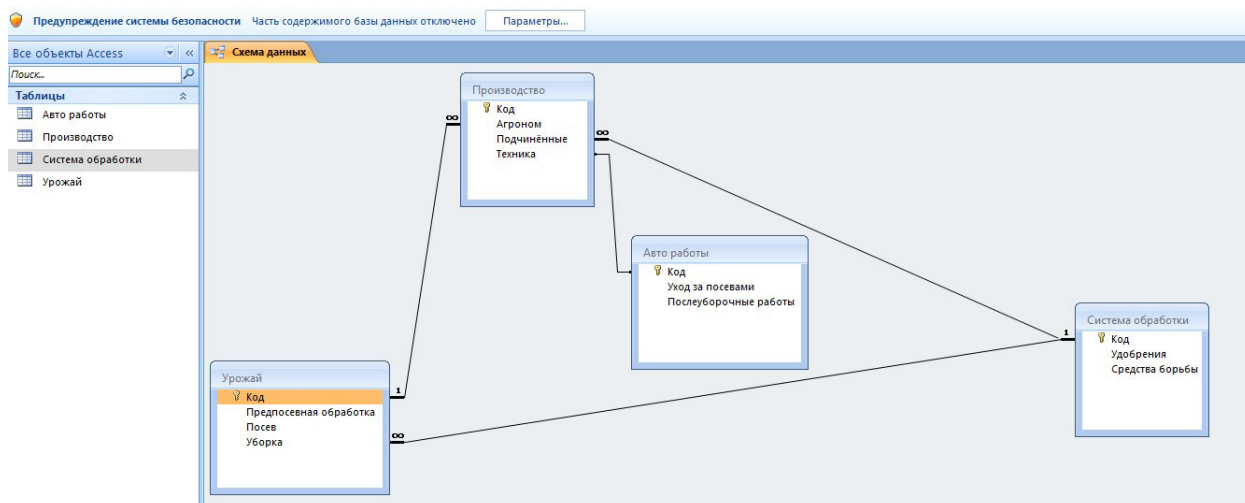 Предупреждение системы безопасности Часть содержимого базы данных отключено Параметры...
Все объекты Access «
Поиск...
Таблицы
Авто работы
Производство
Система обработки
Урожай
Схема данных
Производство
Код
Агроном
Подчинённые
Техника
∞
∞
Авто работы
Код
Уход за посевами
Послеуборочные работы
Система обработки
1
Код
Удобрения
Средства борьбы
Урожай
Код
Предпосевная обработка
Посев
Уборка
1
∞